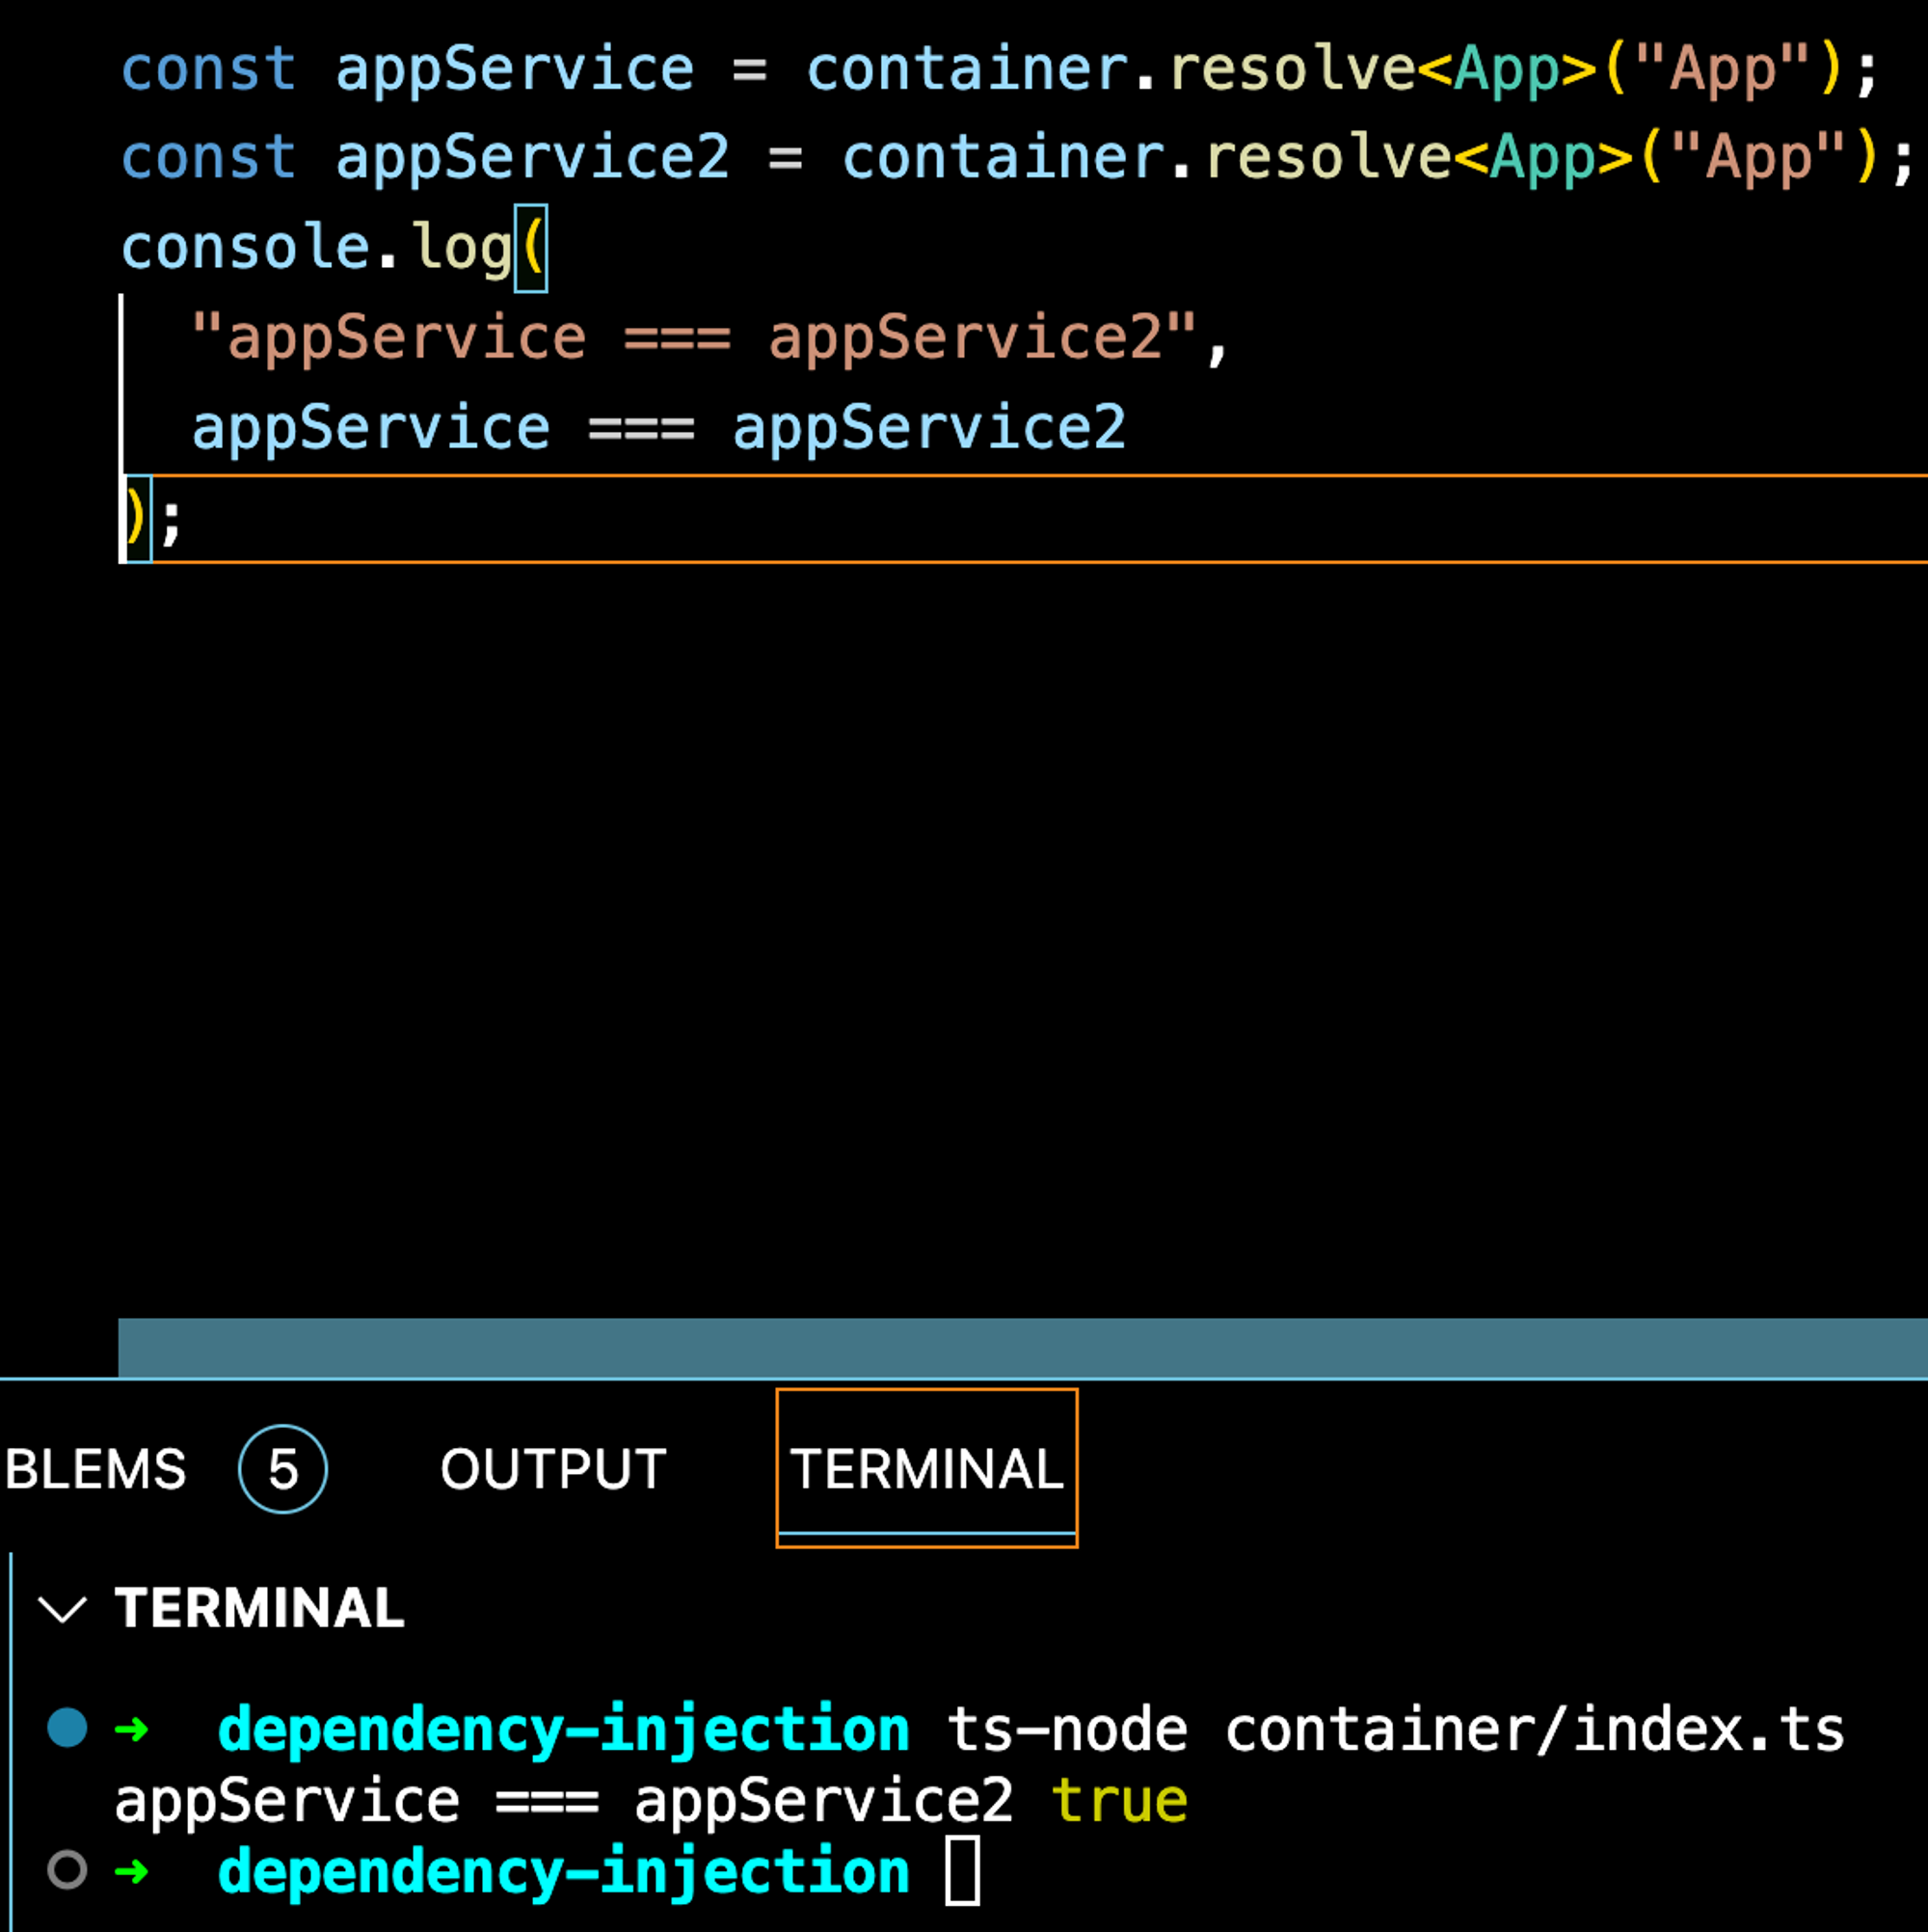 const appService = container.resolve<App>("App");
const appService2 = container.resolve<App>("App");
console.log(
"appService === appService2",
appService === appService2
);
BLEMS 5 OUTPUT TERMINAL
TERMINAL
➜ dependency-injection ts-node container/index.ts
appService === appService2 true
➜ dependency-injection